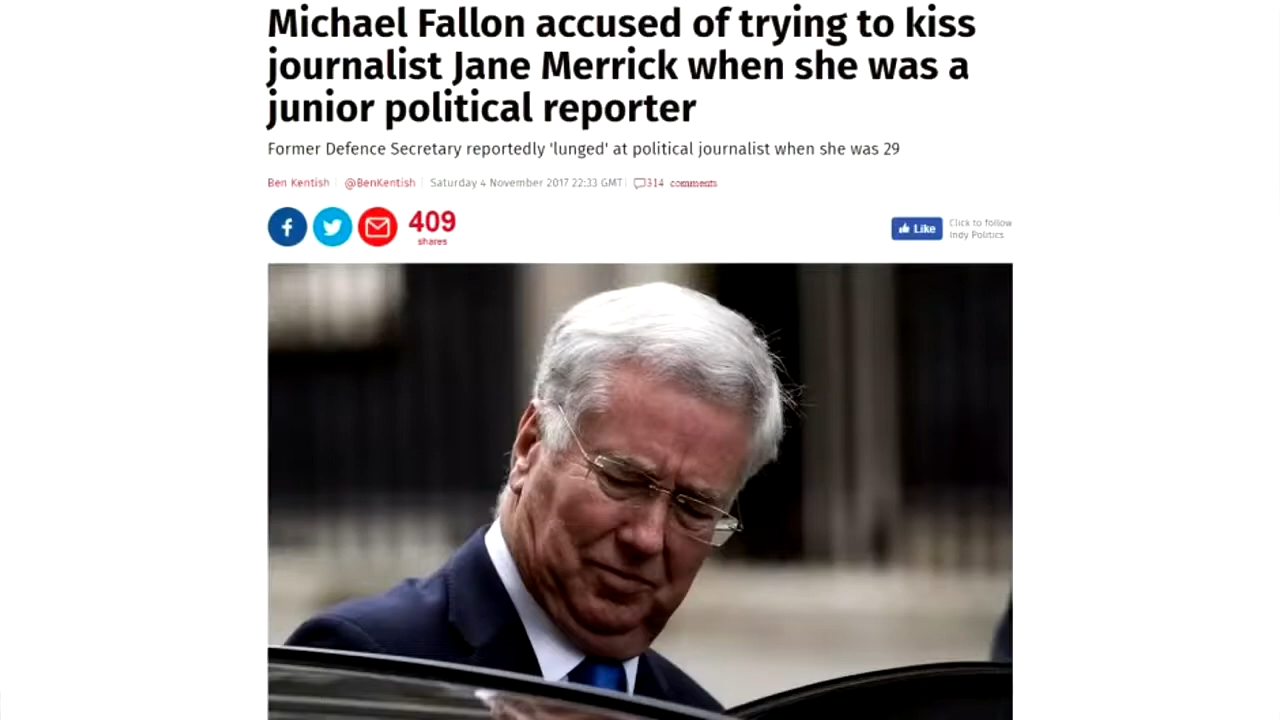 Michael Fallon accused of trying to kiss
journalist Jane Merrick when she was a
junior political reporter
Former Defence Secretary reportedly 'lunged' at political journalist when she was 29
Ben Kentish | @BenKentish | Saturday 4 November 2017 22:33 GMT | 314 comments
f 409
shares
Like Click to follow
Indy Politics